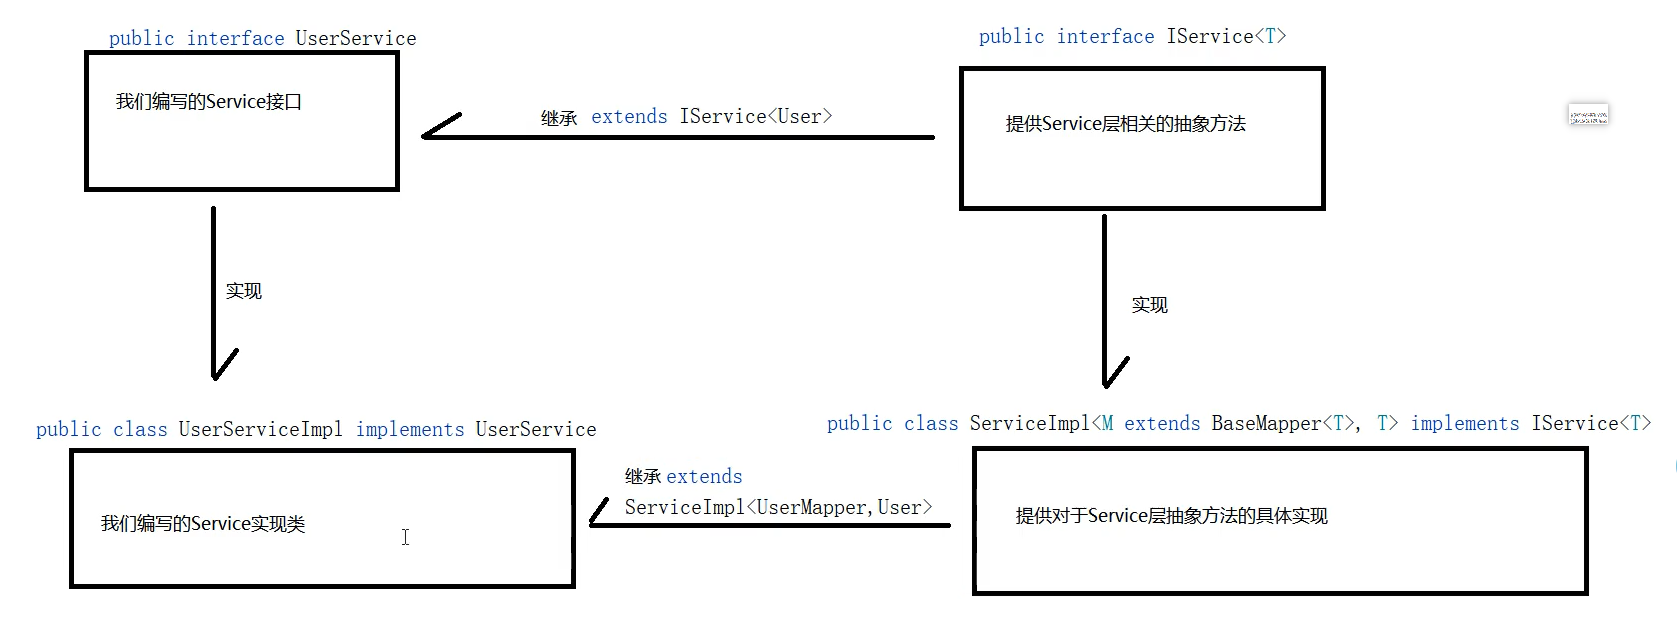 public interface UserService
public interface IService<T>
我们编写的Service接口
继承 extends IService<User>
提供Service层相关的抽象方法
实现
实现
public class UserServiceImpl implements UserService
public class ServiceImpl<M extends BaseMapper<T>, T> implements IService<T>
继承 extends
ServiceImpl<UserMapper,User>
我们编写的Service实现类
提供对于Service层抽象方法的具体实现